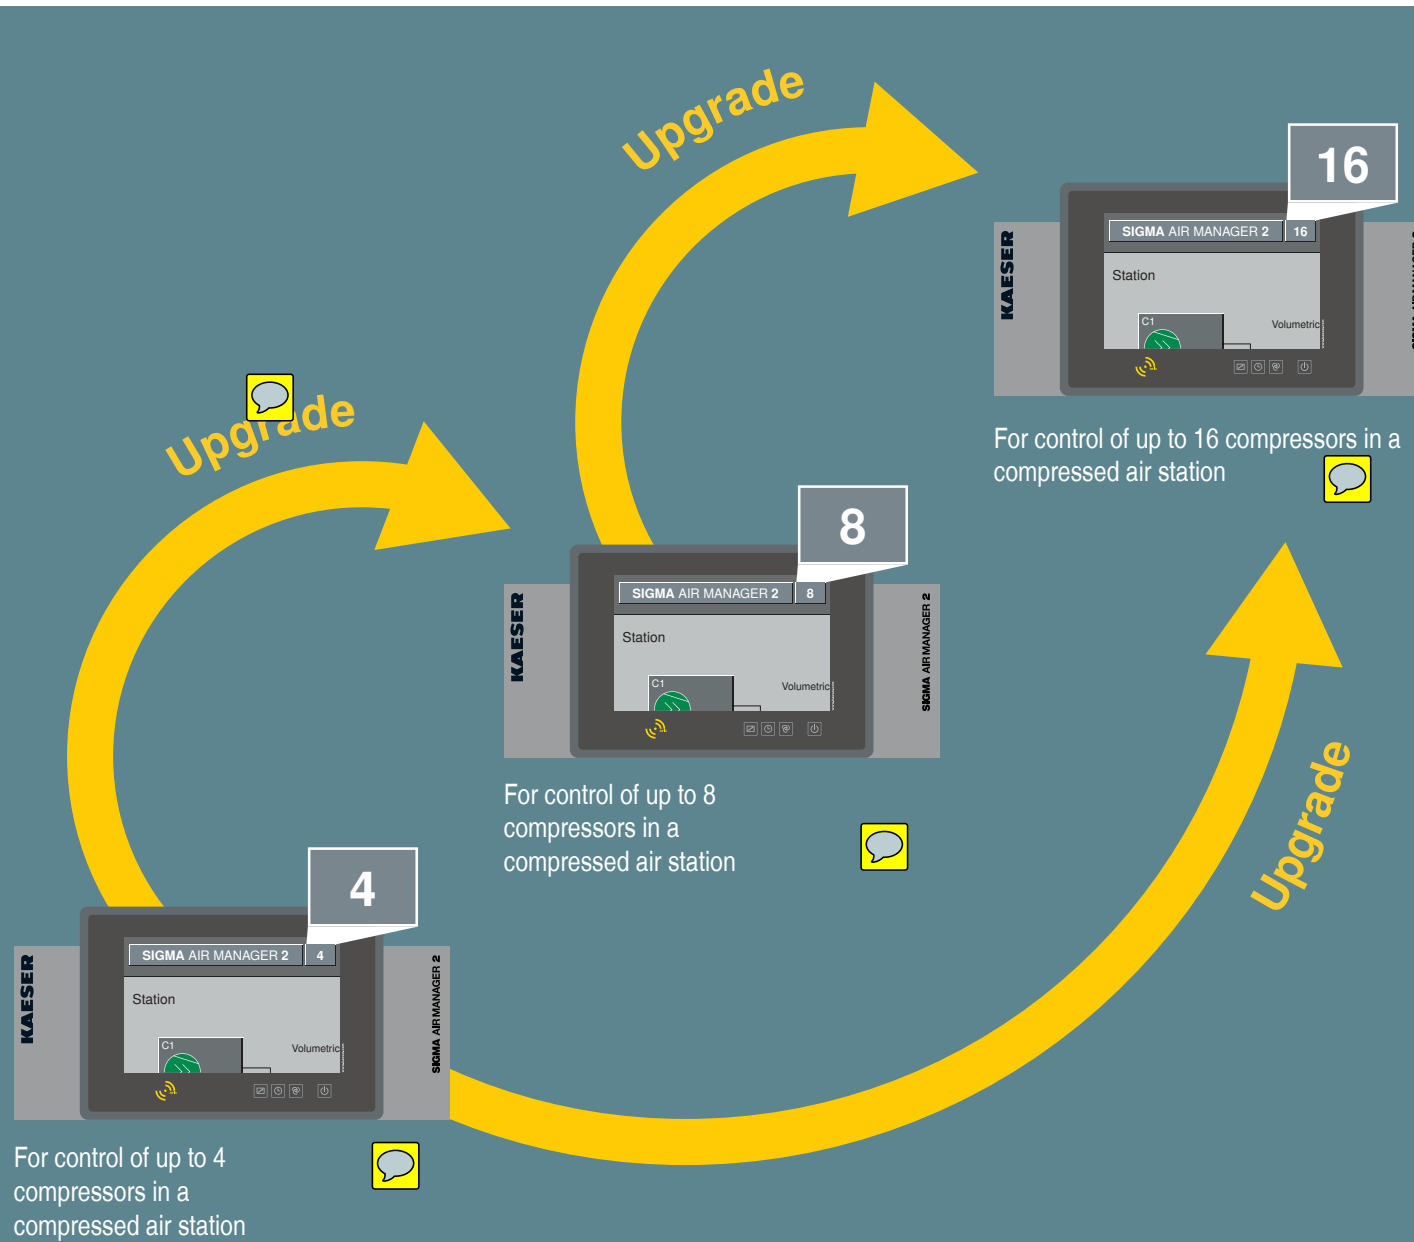 Upgrade
16
SIGMA AIR MANAGER 2 16
KAESER
Station
C1
Volumetric
For control of up to 16 compressors in a
compressed air station
Upgrade
8
SIGMA AIR MANAGER 2 8
KAESER
Station
C1
Volumetric
SIGMA AIR MANAGER 2
For control of up to 8
compressors in a
compressed air station
Upgrade
4
SIGMA AIR MANAGER 2 4
KAESER
Station
C1
Volumetric
SIGMA AIR MANAGER 2
For control of up to 4
compressors in a
compressed air station